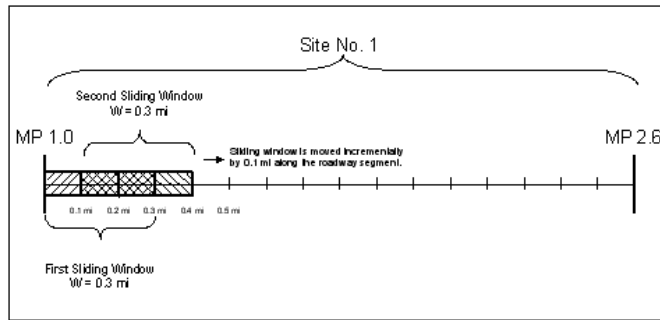 Site No. 1
Second Sliding Window
W = 0.3 mi
MP 1.0
MP 2.6
Sliding window is moved incrementally
by 0.1 mi along the roadway segment.
0.1 mi 0.2 mi 0.3 mi 0.4 mi 0.5 mi
First Sliding Window
W = 0.3 mi